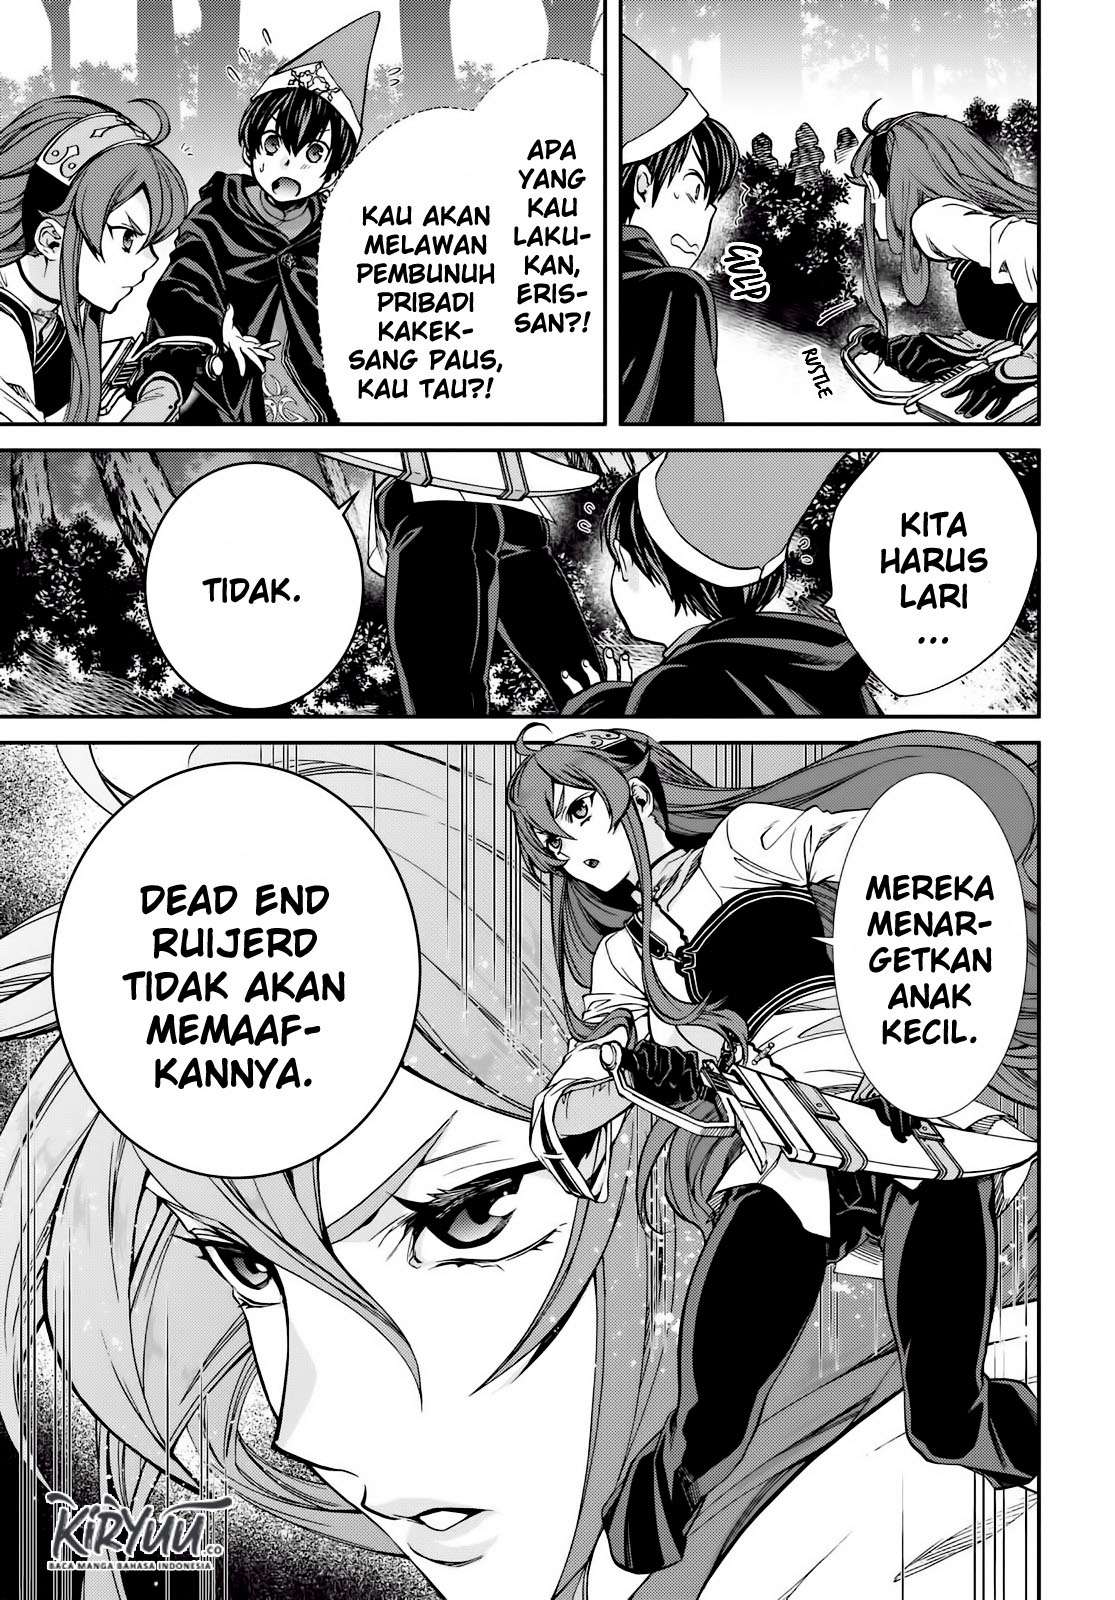 GULP
RUSTLE
APA
YANG
KAU
LAKU-
KAN,
ERIS-
SAN?!
KAU AKAN
MELAWAN
PEMBUNUH
PRIBADI
KAKEK-
SANG PAUS,
KAU TAU?!
KITA
HARUS
LARI
...
TIDAK.
MEREKA
MENAR-
GETKAN
ANAK
KECIL.
DEAD END
RUIJERD
TIDAK AKAN
MEMAAF-
KANNYA.
KIRYUU.CO
BACA MANGA BAHASA INDONESIA